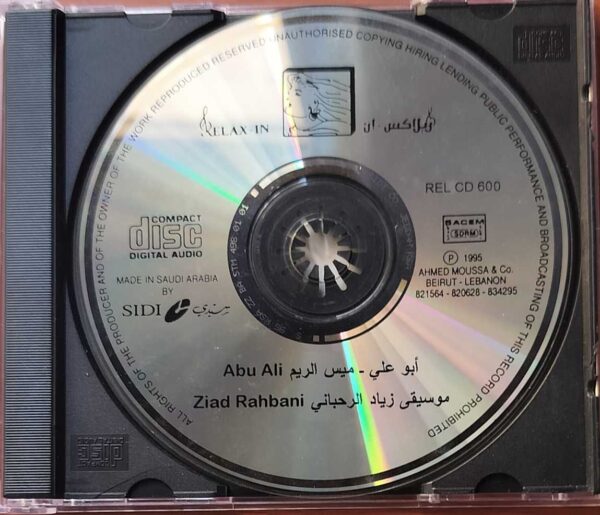 ALL RIGHTS OF THE PRODUCER AND OF THE OWNER OF THE WORK REPRODUCED RESERVED UNAUTHORISED COPYING HIRING LENDING PUBLIC PERFORMANCE AND BROADCASTING OF THIS RECORD PROHIBITED
RELAX-IN
ريلاكس-إن
REL CD 600
COMPACT
disc
DIGITAL AUDIO
SACEM
SDRM
MADE IN SAUDI ARABIA
BY
SIDI سيدي
Ⓟ 1995
AHMED MOUSSA & Co.
BEIRUT - LEBANON
821564 - 820628 - 834295
أبو علي - ميس الريم Abu Ali
موسيقى زياد الرحباني Ziad Rahbani